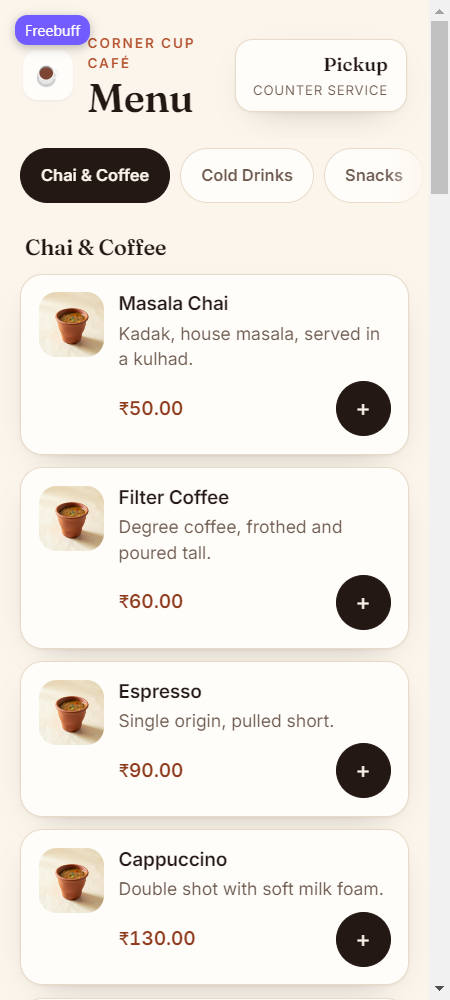 Freebuff
CORNER CUP
CAFÉ
Menu
Pickup
COUNTER SERVICE
Chai & Coffee
Cold Drinks
Snacks
Chai & Coffee
Masala Chai
Kadak, house masala, served in
a kulhad.
₹50.00
+
Filter Coffee
Degree coffee, frothed and
poured tall.
₹60.00
+
Espresso
Single origin, pulled short.
₹90.00
+
Cappuccino
Double shot with soft milk foam.
₹130.00
+